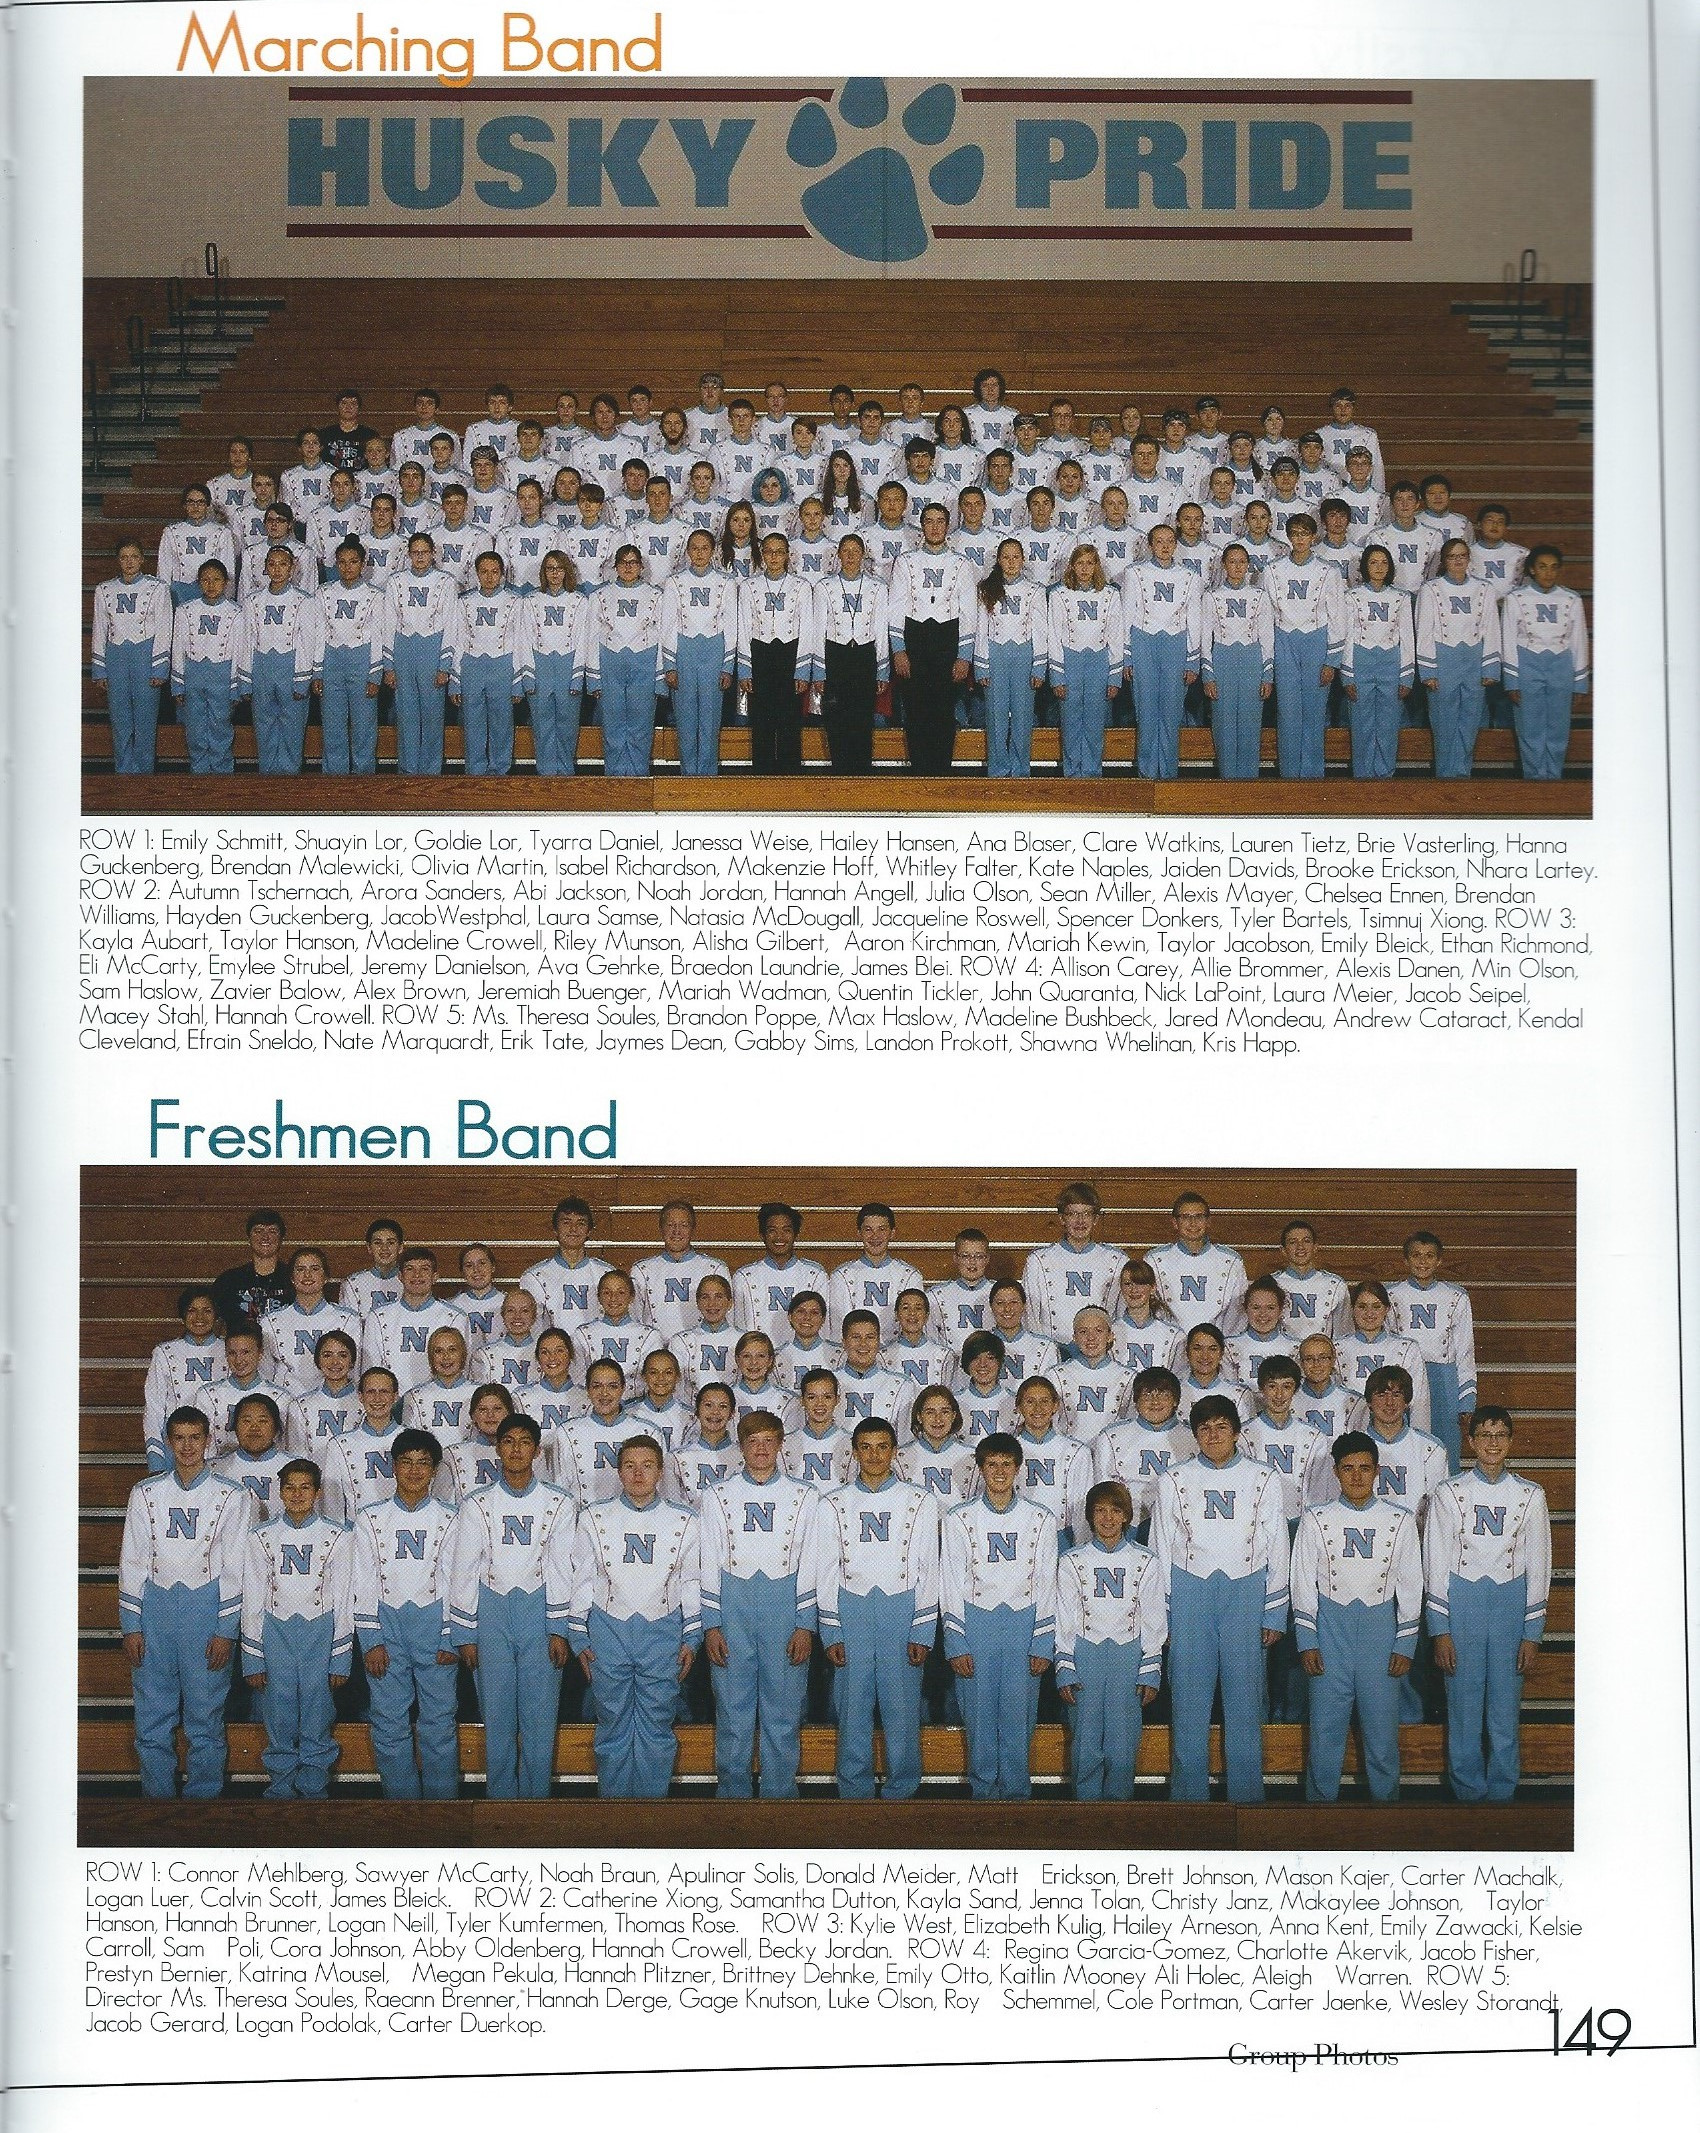 Marching Band
HUSKY PRIDE
ROW 1: Emily Schmitt, Shuayin Lor, Goldie Lor, Tyarra Daniel, Janessa Weise, Hailey Hansen, Ana Blaser, Clare Watkins, Lauren Tietz, Brie Vasterling, Hanna
Guckenberg, Brendan Malewicki, Olivia Martin, Isabel Richardson, Makenzie Hoff, Whitley Falter, Kate Naples, Jaiden Davids, Brooke Erickson, Nhara Lartey.
ROW 2: Autumn Tschernach, Arora Sanders, Abi Jackson, Noah Jordan, Hannah Angell, Julia Olson, Sean Miller, Alexis Mayer, Chelsea Ennen, Brendan
Williams, Hayden Guckenberg, JacobWestphal, Laura Samse, Natasia McDougall, Jacqueline Roswell, Spencer Donkers, Tyler Bartels, Tsimnuj Xiong. ROW 3:
Kayla Aubart, Taylor Hanson, Madeline Crowell, Riley Munson, Alisha Gilbert, Aaron Kirchman, Mariah Kewin, Taylor Jacobson, Emily Bleick, Ethan Richmond,
Eli McCarty, Emylee Strubel, Jeremy Danielson, Ava Gehrke, Braedon Laundrie, James Blei. ROW 4: Allison Carey, Allie Brommer, Alexis Danen, Min Olson,
Sam Haslow, Zavier Balow, Alex Brown, Jeremiah Buenger, Mariah Wadman, Quentin Tickler, John Quaranta, Nick LaPoint, Laura Meier, Jacob Seipel,
Macey Stahl, Hannah Crowell. ROW 5: Ms. Theresa Soules, Brandon Poppe, Max Haslow, Madeline Bushbeck, Jared Mondeau, Andrew Cataract, Kendal
Cleveland, Efrain Sneldo, Nate Marquardt, Erik Tate, Jaymes Dean, Gabby Sims, Landon Prokott, Shawna Whelihan, Kris Happ.
Freshmen Band
ROW 1: Connor Mehlberg, Sawyer McCarty, Noah Braun, Apulinar Solis, Donald Meider, Matt Erickson, Brett Johnson, Mason Kajer, Carter Machalk,
Logan Luer, Calvin Scott, James Bleick. ROW 2: Catherine Xiong, Samantha Dutton, Kayla Sand, Jenna Tolan, Christy Janz, Makaylee Johnson, Taylor
Hanson, Hannah Brunner, Logan Neill, Tyler Kumfermen, Thomas Rose. ROW 3: Kylie West, Elizabeth Kulig, Hailey Arneson, Anna Kent, Emily Zawacki, Kelsie
Carroll, Sam Poli, Cora Johnson, Abby Oldenberg, Hannah Crowell, Becky Jordan. ROW 4: Regina Garcia-Gomez, Charlotte Akervik, Jacob Fisher,
Prestyn Bernier, Katrina Mousel, Megan Pekula, Hannah Plitzner, Brittney Dehnke, Emily Otto, Kaitlin Mooney Ali Holec, Aleigh Warren. ROW 5:
Director Ms. Theresa Soules, Raeann Brenner, Hannah Derge, Gage Knutson, Luke Olson, Roy Schemmel, Cole Portman, Carter Jaenke, Wesley Storandt,
Jacob Gerard, Logan Podolak, Carter Duerkop.
149
Group Photos